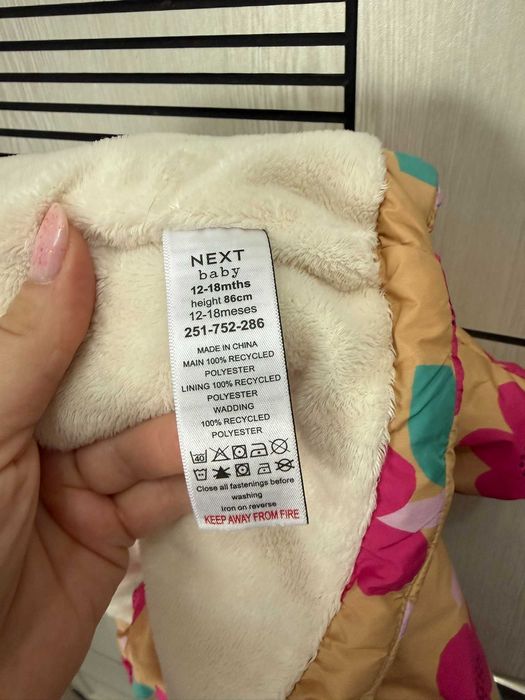 NEXT
baby
12-18mths
height 86cm
12-18meses
251-752-286
MADE IN CHINA
MAIN 100% RECYCLED
POLYESTER
LINING 100% RECYCLED
POLYESTER
WADDING
100% RECYCLED
POLYESTER
40
Close all fastenings before
washing
Iron on reverse
KEEP AWAY FROM FIRE